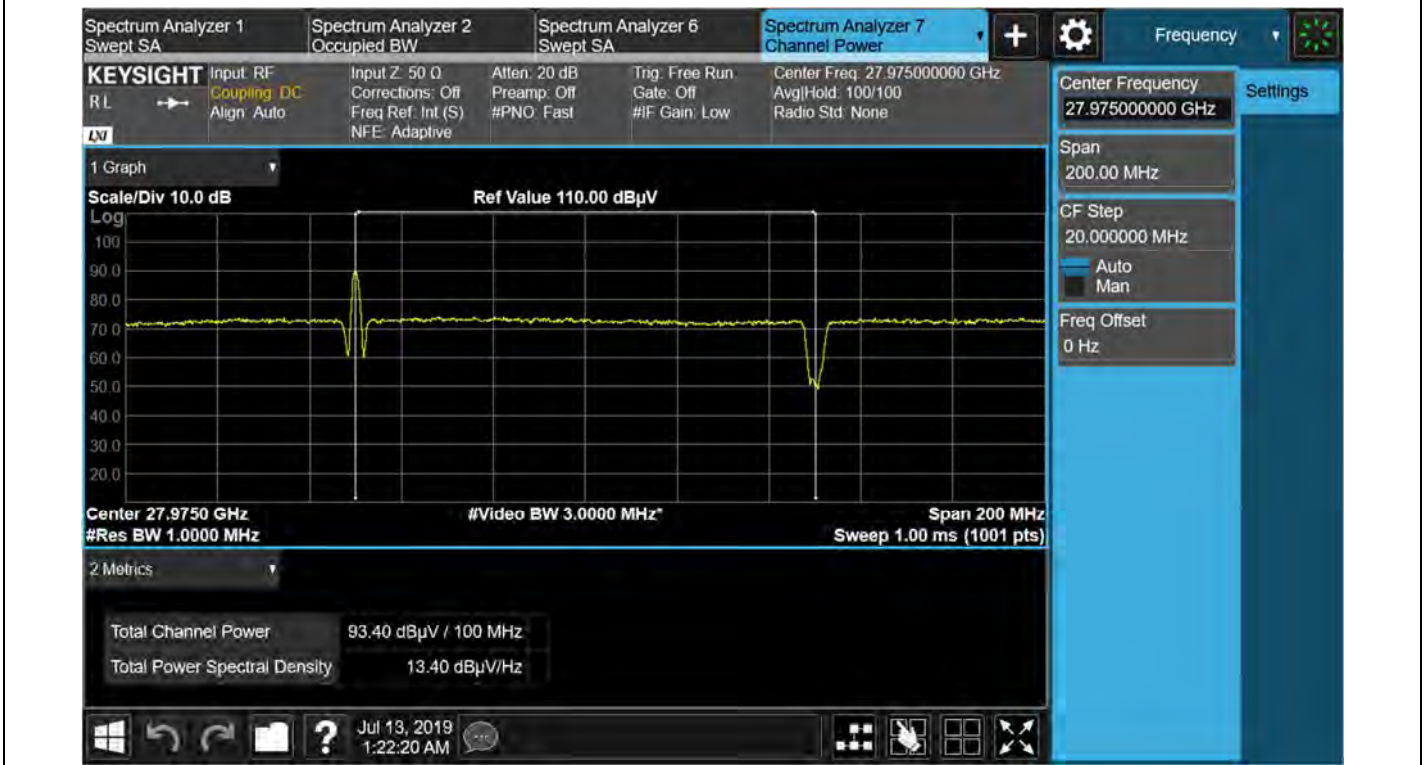 Spectrum Analyzer 1
Swept SA
Spectrum Analyzer 2
Occupied BW
Spectrum Analyzer 6
Swept SA
Spectrum Analyzer 7
Channel Power
Frequency
KEYSIGHT
RL
LXI
Input: RF
Coupling: DC
Align: Auto
Input Z: 50 Ω
Corrections: Off
Freq Ref: Int (S)
NFE: Adaptive
Atten: 20 dB
Preamp: Off
#PNO: Fast
Trig: Free Run
Gate: Off
#IF Gain: Low
Center Freq: 27.975000000 GHz
Avg|Hold: 100/100
Radio Std: None
Center Frequency
27.975000000 GHz
Settings
Span
200.00 MHz
CF Step
20.000000 MHz
Auto
Man
Freq Offset
0 Hz
1 Graph
Scale/Div 10.0 dB
Ref Value 110.00 dBµV
Log
100
90.0
80.0
70.0
60.0
50.0
40.0
30.0
20.0
Center 27.9750 GHz
#Video BW 3.0000 MHz*
Span 200 MHz
#Res BW 1.0000 MHz
Sweep 1.00 ms (1001 pts)
2 Metrics
Total Channel Power 93.40 dBµV / 100 MHz
Total Power Spectral Density 13.40 dBµV/Hz
?
Jul 13, 2019
1:22:20 AM